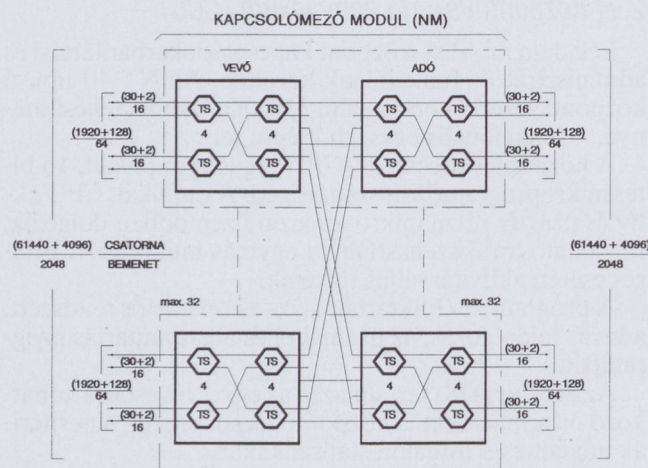 KAPCSOLÓMEZŐ MODUL (NM)
VEVŐ ADÓ
(30+2) TS TS TS TS (30+2)
16 16
(1920+128) 4 4 4 4 (1920+128)
64 64
(30+2) TS TS TS TS (30+2)
16 16
(61440 + 4096) CSATORNA (61440 + 4096)
2048 BEMENET 2048
max. 32 max. 32
(30+2) TS TS TS TS (30+2)
16 16
(1920+128) 4 4 4 4 (1920+128)
64 64
(30+2) TS TS TS TS (30+2)
16 16